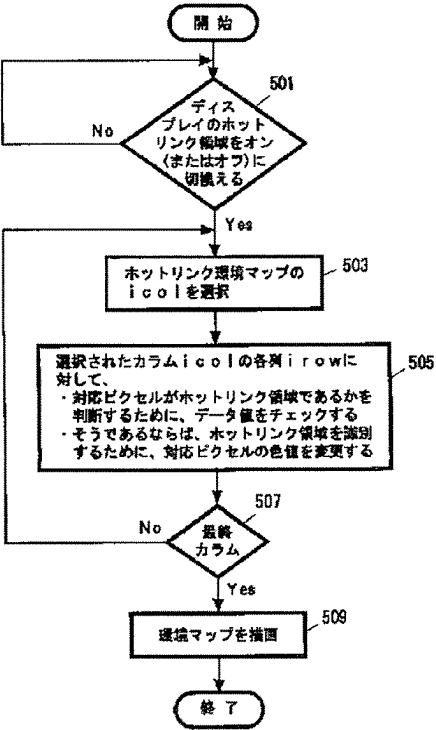 開 始
501
ディス
プレイのホット
リンク領域をオン
(またはオフ)に
切換える
No
Yes
503
ホットリンク環境マップの
icolを選択
505
選択されたカラムicolの各列irowに
対して、
・対応ピクセルがホットリンク領域であるかを
判断するために、データ値をチェックする
・そうであるならば、ホットリンク領域を識別
するために、対応ピクセルの色値を変更する
507
No
最終
カラム
Yes
509
環境マップを描画
終 了